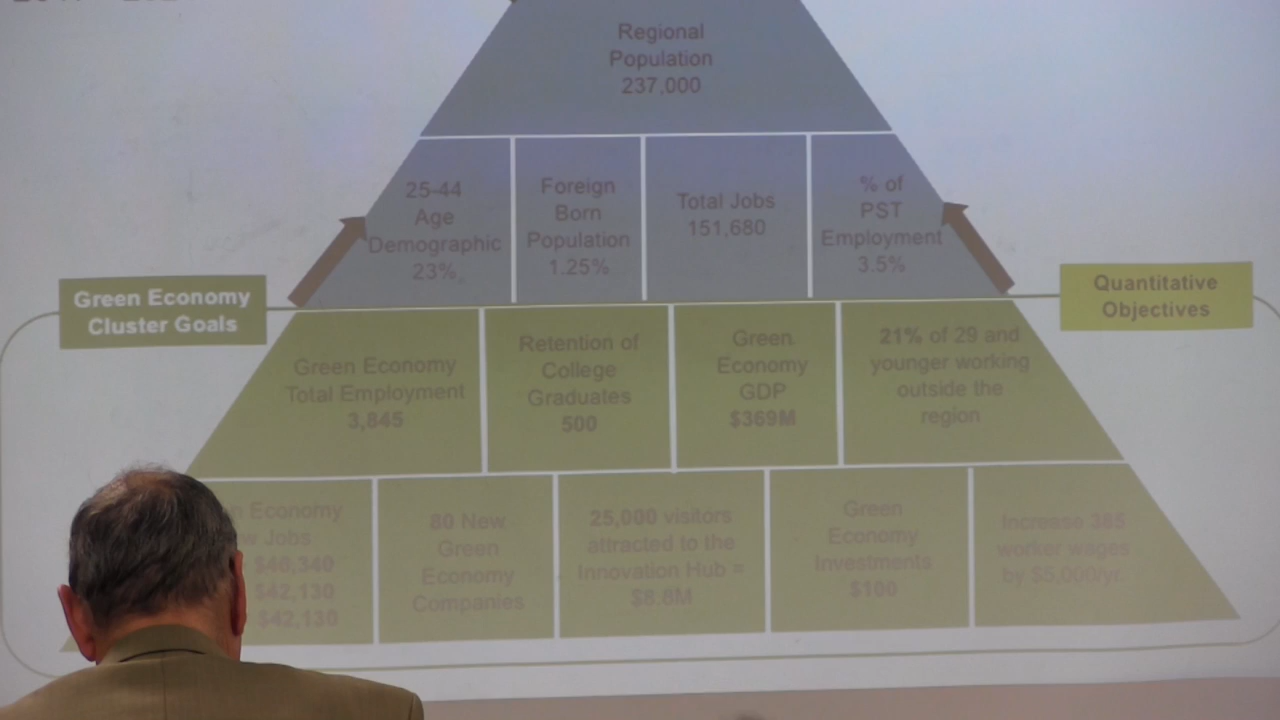 Regional
Population
237,000
25-44
Age
Demographic
23%
Foreign
Born
Population
1.25%
Total Jobs
151,680
% of
PST
Employment
3.5%
Green Economy
Cluster Goals
Quantitative
Objectives
Green Economy
Total Employment
3,845
Retention of
College
Graduates
500
Green
Economy
GDP
$369M
21% of 29 and
younger working
outside the
region
Economy
Jobs
$40,340
$42,130
$42,130
80 New
Green
Economy
Companies
25,000 visitors
attracted to the
Innovation Hub =
$8.8M
Green
Economy
Investments
$100
Increase 385
worker wages
by $5,000/yr.